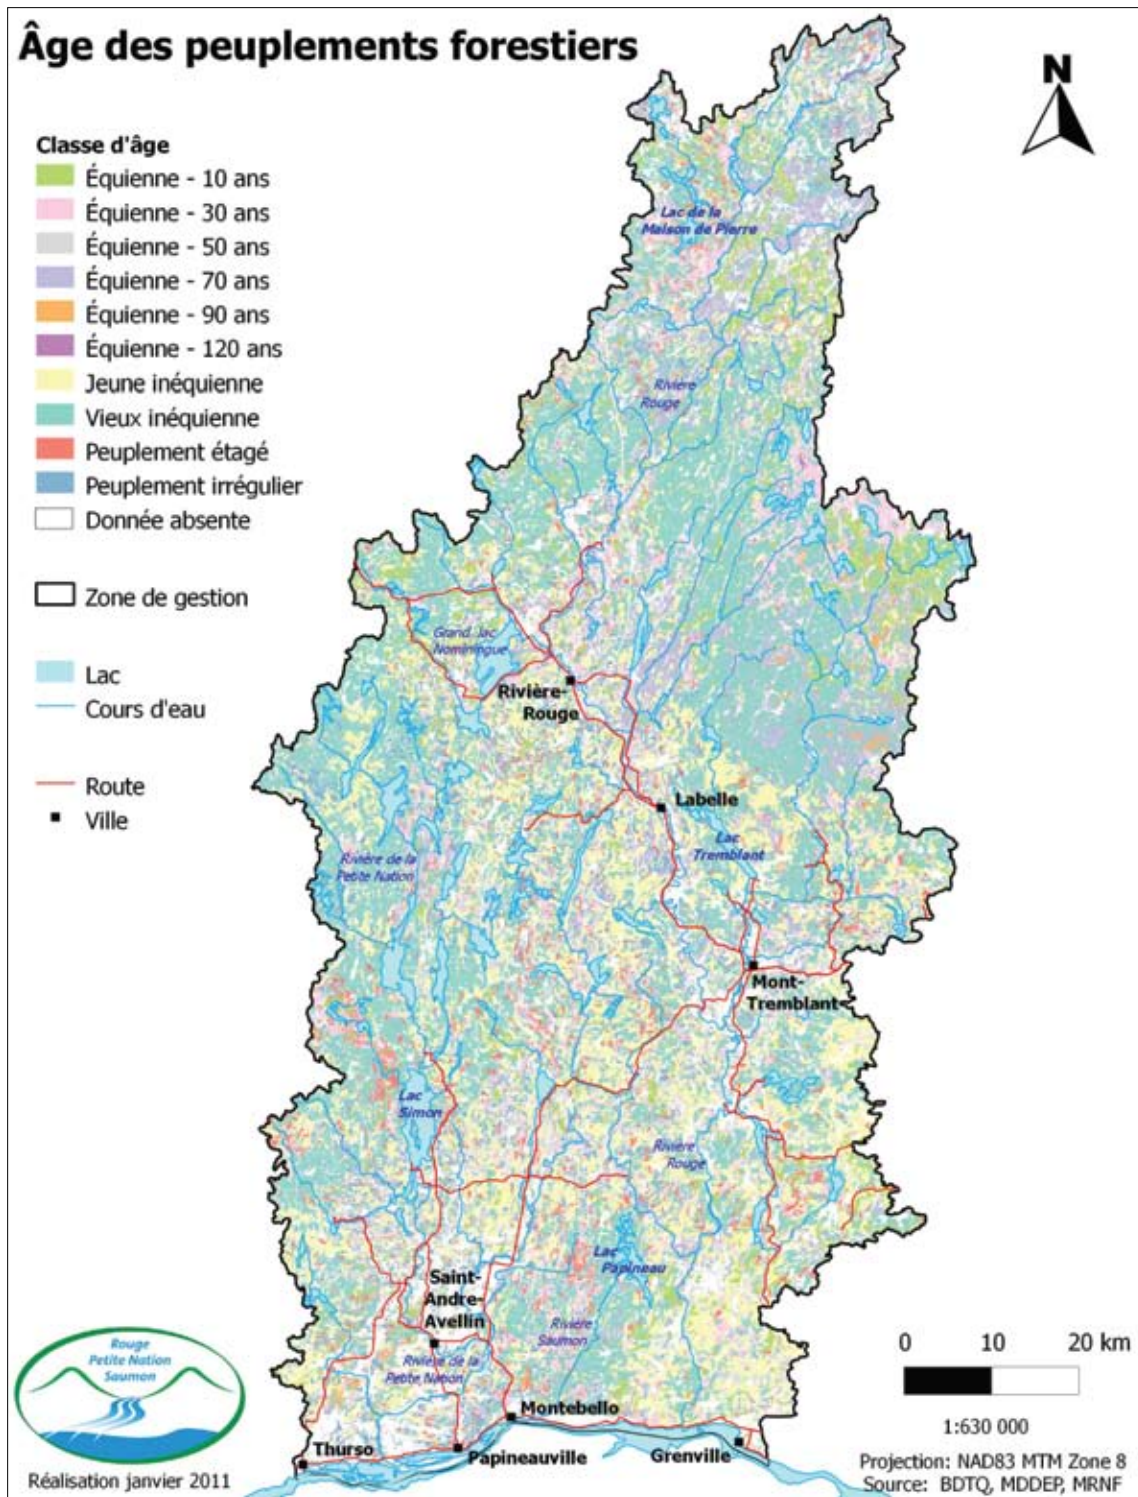 Âge des peuplements forestiers
N
Classe d'âge
Équienne - 10 ans
Équienne - 30 ans
Équienne - 50 ans
Équienne - 70 ans
Équienne - 90 ans
Équienne - 120 ans
Jeune inéquienne
Vieux inéquienne
Peuplement étagé
Peuplement irrégulier
Donnée absente
Zone de gestion
Lac
Cours d'eau
Route
Ville
Lac de la
Maison de Pierre
Rivière
Rouge
Grand lac
Nominingue
Rivière-
Rouge
Labelle
Lac
Tremblant
Rivière de la
Petite Nation
Mont-
Tremblant
Lac
Simon
Rivière
Rouge
Lac
Papineau
Saint-
Andre-
Avellin
Rivière
Saumon
Rivière de la
Petite Nation
Montebello
Thurso
Papineauville
Grenville
Rouge
Petite Nation
Saumon
Réalisation janvier 2011
0 10 20 km
1:630 000
Projection: NAD83 MTM Zone 8
Source: BDTQ, MDDEP, MRNF